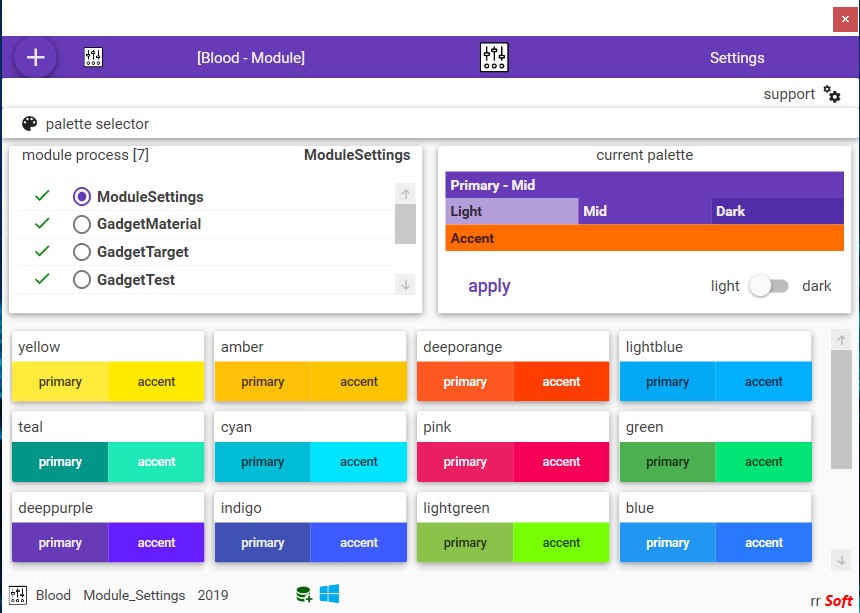 [Blood - Module] Settings
support
palette selector
module process [7] ModuleSettings
ModuleSettings
GadgetMaterial
GadgetTarget
GadgetTest
current palette
Primary - Mid
Light Mid Dark
Accent
apply light dark
yellow amber deeporange lightblue
primary accent primary accent primary accent primary accent
teal cyan pink green
primary accent primary accent primary accent primary accent
deeppurple indigo lightgreen blue
primary accent primary accent primary accent primary accent
Blood Module_Settings 2019
rr Soft